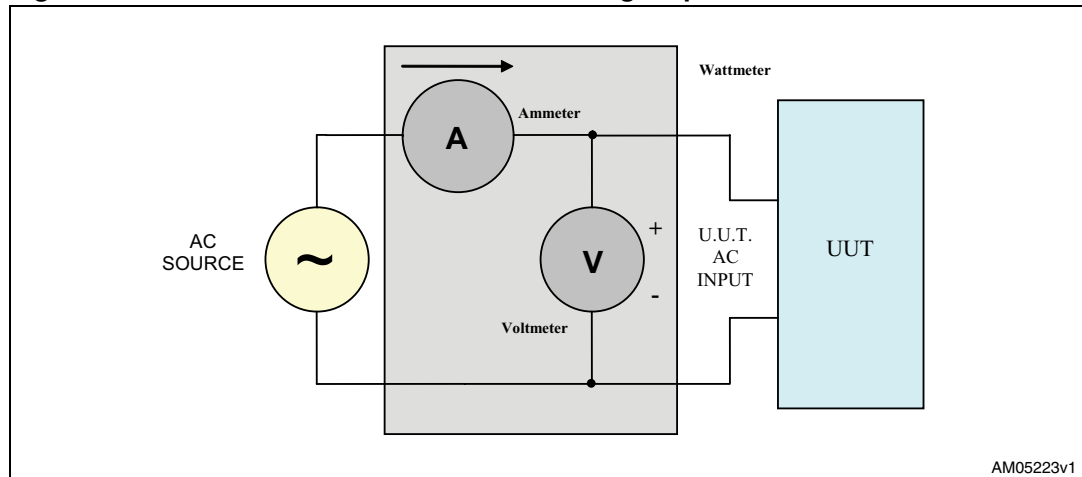 Wattmeter
Ammeter
A
AC
SOURCE
~
V
+
-
U.U.T.
AC
INPUT
UUT
Voltmeter
AM05223v1